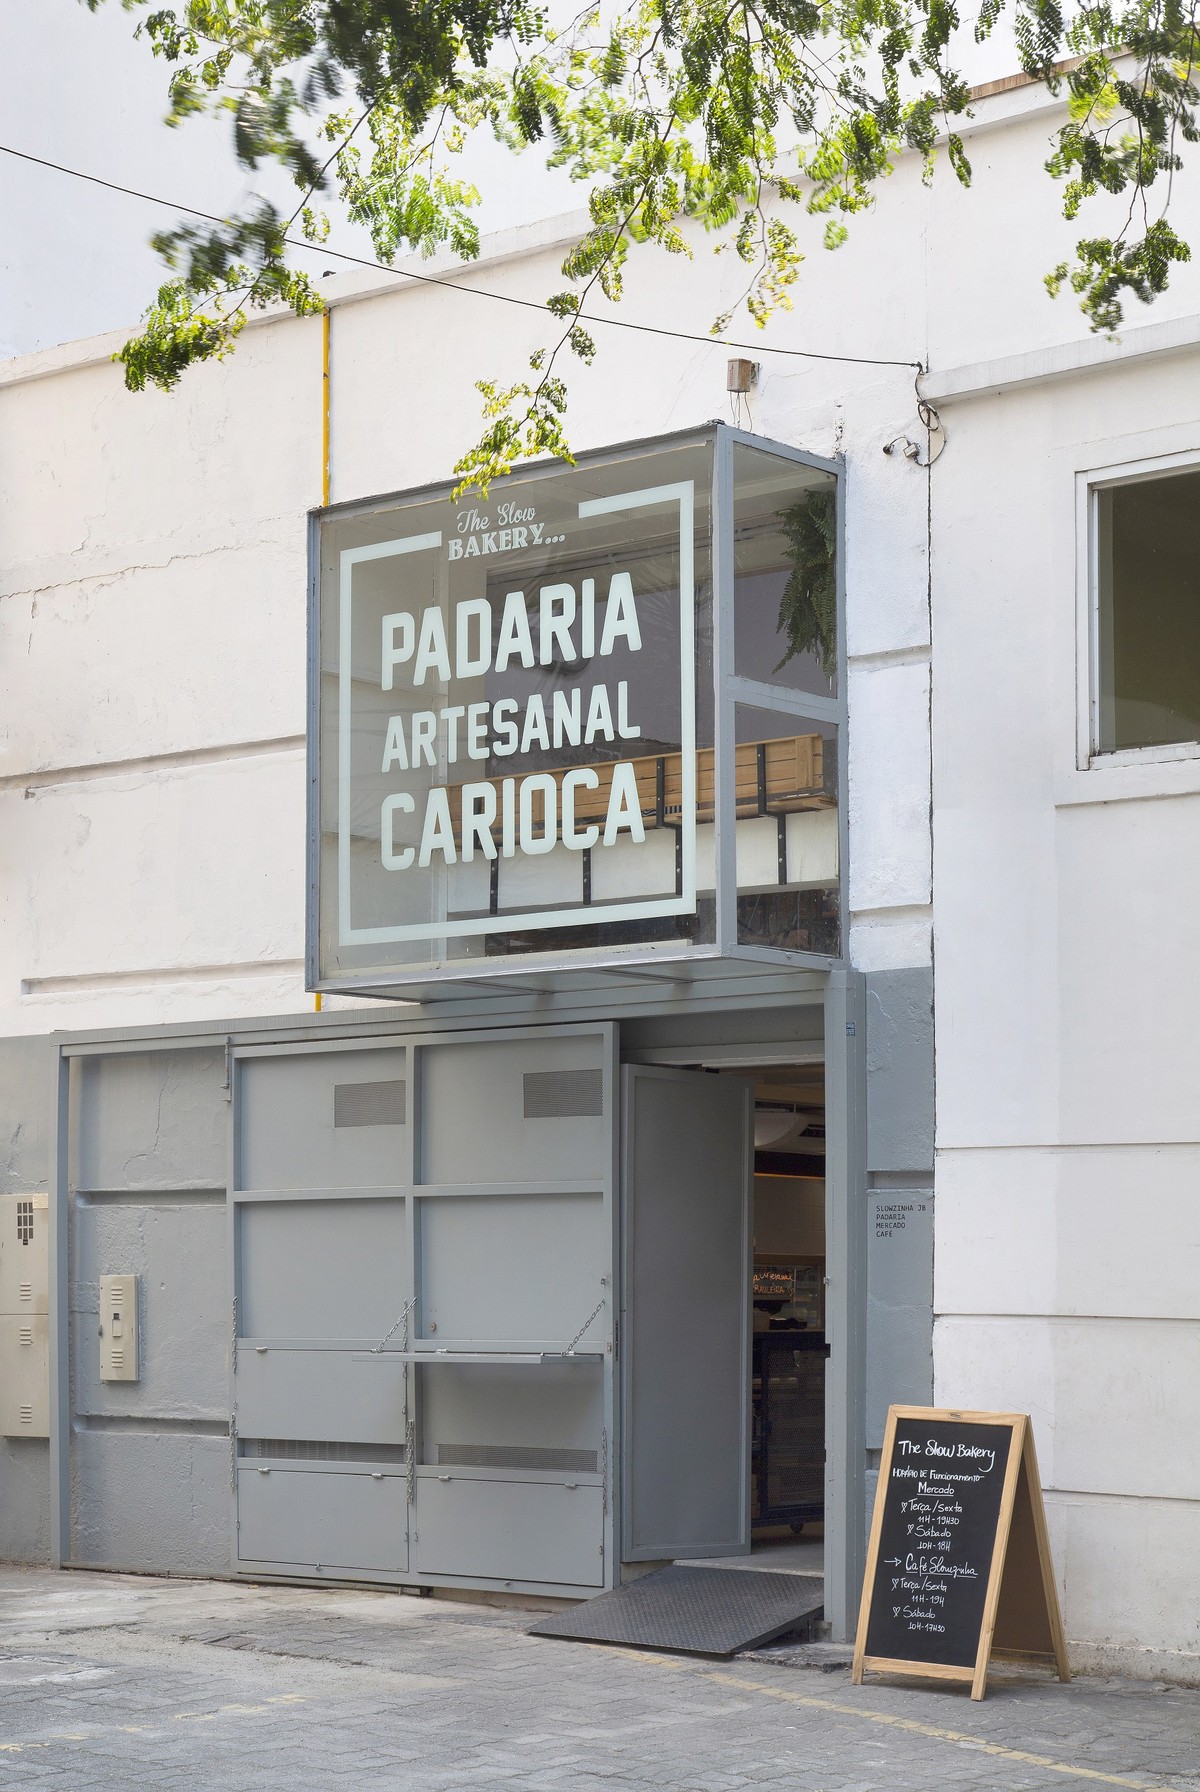 The Slow
BAKERY...
PADARIA
ARTESANAL
CARIOCA
SLOWZINHA JB
PADARIA
MERCADO
CAFÉ
The Slow Bakery
HORÁRIO DE Funcionamento
Mercado
Terça/Sexta
11H-19H30
Sábado
10H-18H
→ Café Slowzinha
Terça/Sexta
11H-19H
Sábado
10H-17H30